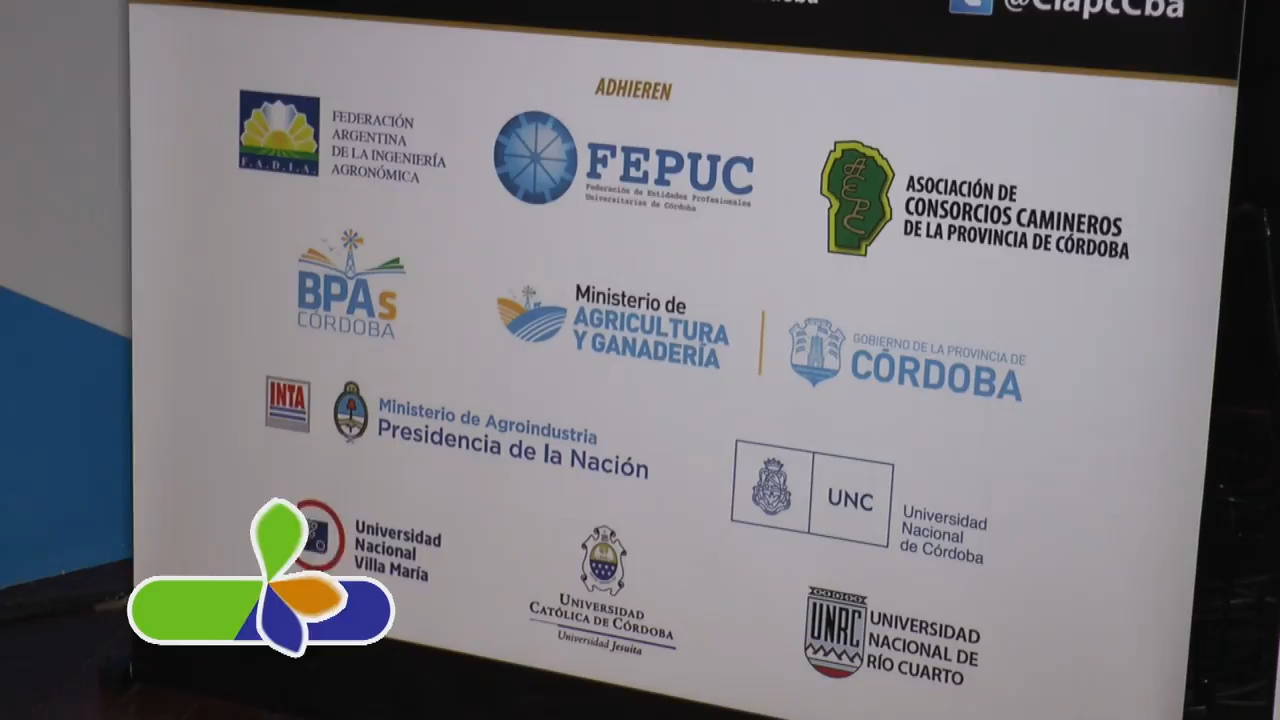 @CiapcCba
ADHIEREN
F.A.D.I.A.
FEDERACIÓN
ARGENTINA
DE LA INGENIERÍA
AGRONÓMICA
FEPUC
Federación de Entidades Profesionales
Universitarias de Córdoba
AECPC
ASOCIACIÓN DE
CONSORCIOS CAMINEROS
DE LA PROVINCIA DE CÓRDOBA
BPAs
CÓRDOBA
Ministerio de
AGRICULTURA
Y GANADERÍA
GOBIERNO DE LA PROVINCIA DE
CÓRDOBA
INTA
Ministerio de Agroindustria
Presidencia de la Nación
UNC
Universidad
Nacional
de Córdoba
Universidad
Nacional
Villa María
UNIVERSIDAD
CATÓLICA DE CÓRDOBA
Universidad Jesuita
UNRC
UNIVERSIDAD
NACIONAL DE
RÍO CUARTO